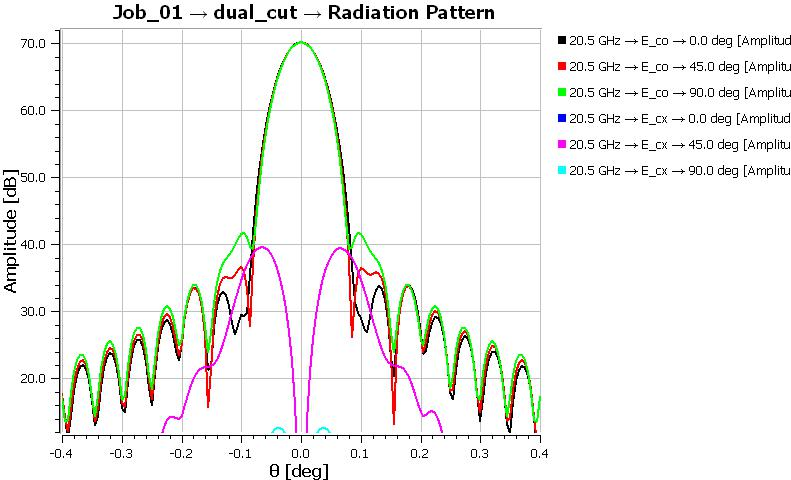 Job_01 → dual_cut → Radiation Pattern
70.0
60.0
50.0
40.0
30.0
20.0
Amplitude [dB]
-0.4 -0.3 -0.2 -0.1 0.0 0.1 0.2 0.3 0.4
θ [deg]
20.5 GHz → E_co → 0.0 deg [Amplitud
20.5 GHz → E_co → 45.0 deg [Amplitu
20.5 GHz → E_co → 90.0 deg [Amplitu
20.5 GHz → E_cx → 0.0 deg [Amplitud
20.5 GHz → E_cx → 45.0 deg [Amplitu
20.5 GHz → E_cx → 90.0 deg [Amplitu